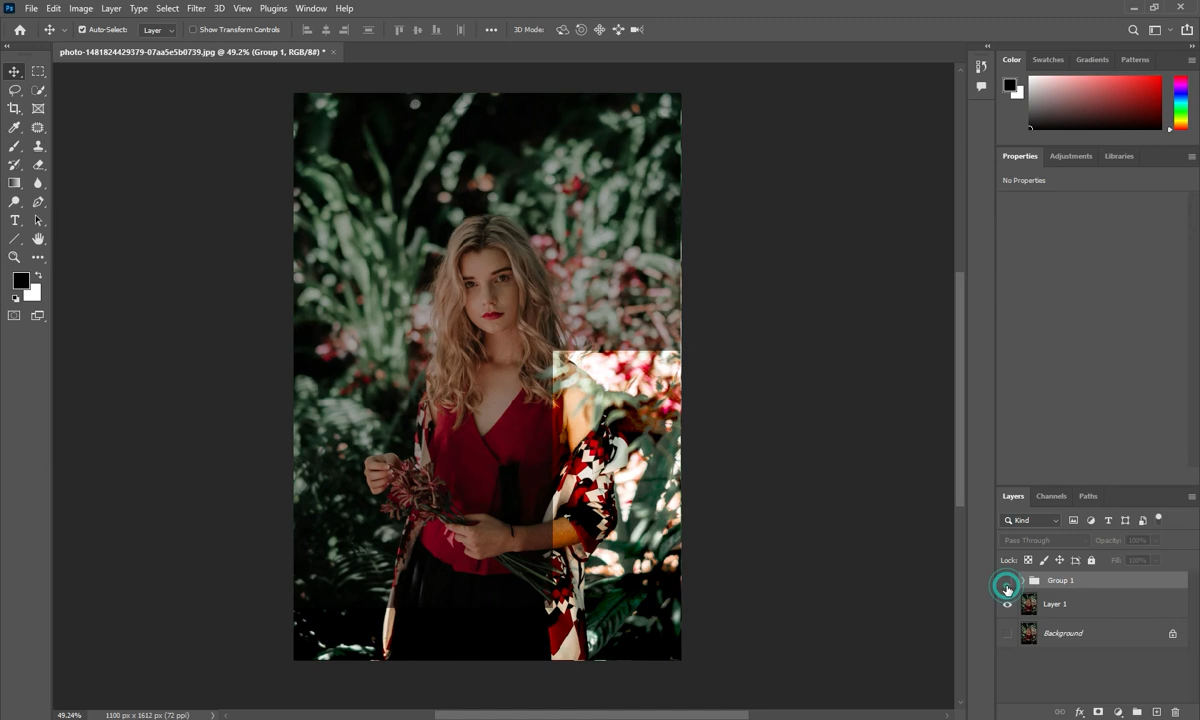 Ps File Edit Image Layer Type Select Filter 3D View Plugins Window Help
Auto-Select: Layer Show Transform Controls 3D Mode:
photo-1481824429379-07aa5e5b0739.jpg @ 49.2% (Group 1, RGB/8#) *
Color Swatches Gradients Patterns
Properties Adjustments Libraries
No Properties
Layers Channels Paths
Kind
Pass Through Opacity: 100%
Lock: Fill: 100%
Group 1
Layer 1
Background
49.24% 1100 px x 1612 px (72 ppi)